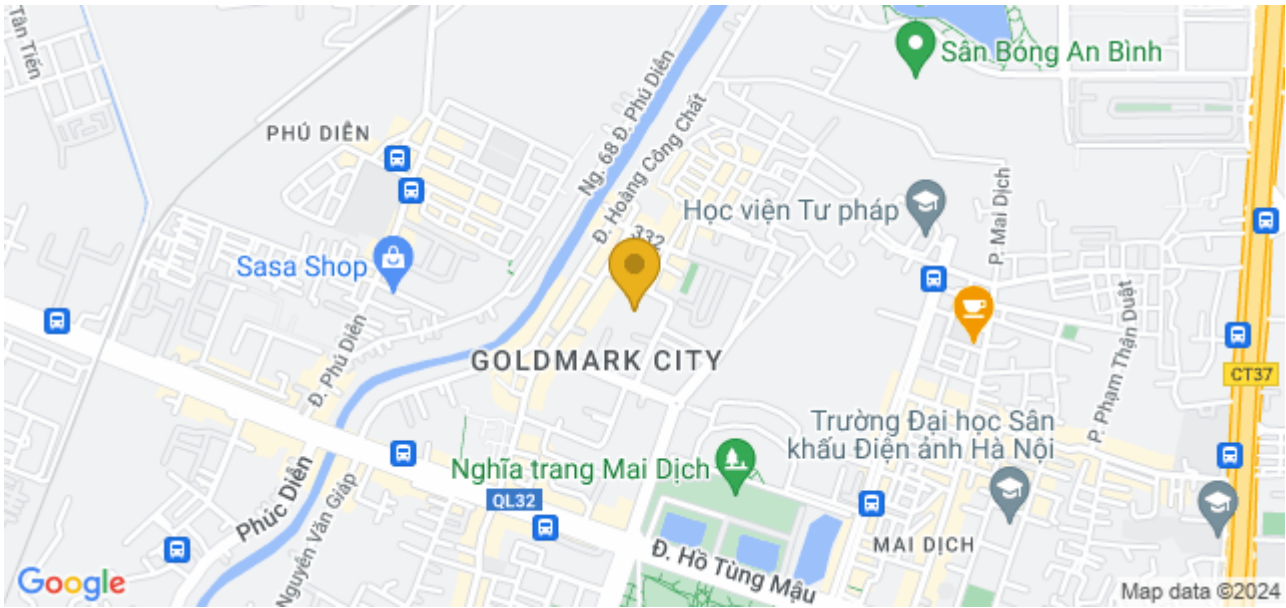 Tân Tiến
Sân Bóng An Bình
PHÚ DIỄN
Ng. 68 Đ. Phú Diễn
Đ. Hoàng Công Chất
332
Học viện Tư pháp
P. Mai Dịch
Sasa Shop
Đ. Phú Diễn
P. Phạm Thận Duật
GOLDMARK CITY
CT37
Trường Đại học Sân
khấu Điện ảnh Hà Nội
Nghĩa trang Mai Dịch
QL32
Phúc Diễn
Nguyễn Văn Giáp
Đ. Hồ Tùng Mậu
MAI DỊCH
Google
Map data ©2024